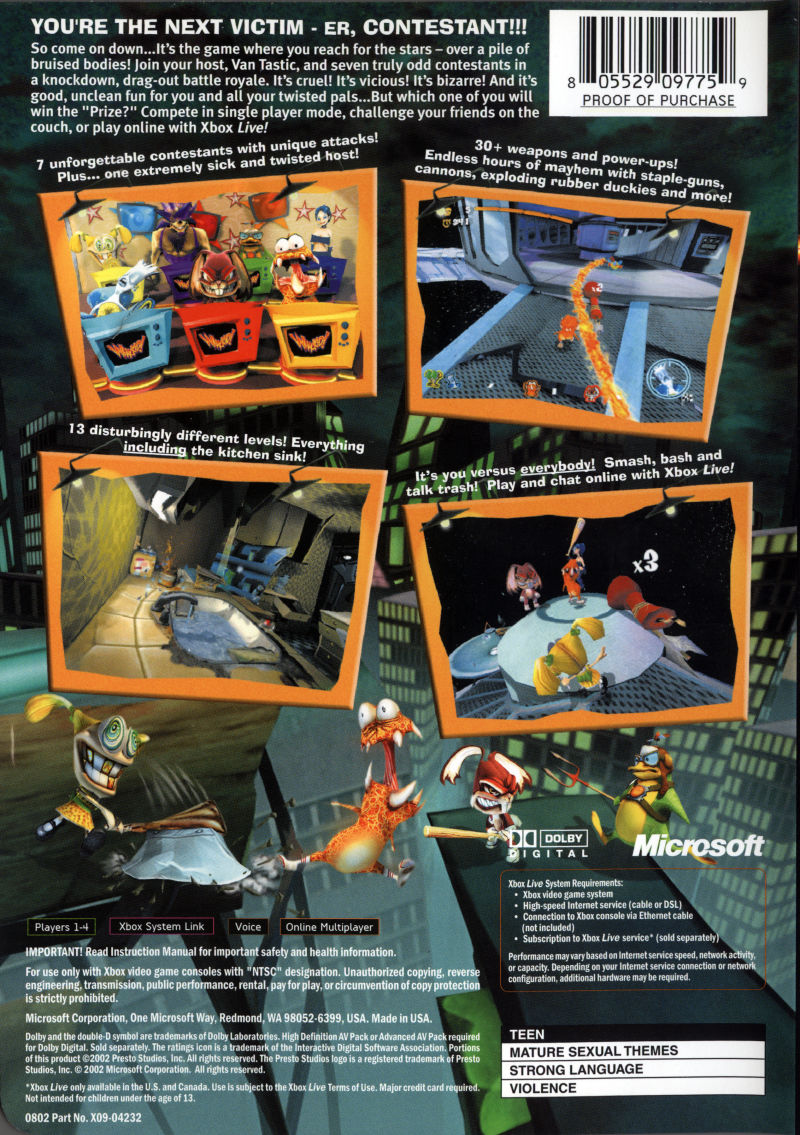 YOU'RE THE NEXT VICTIM - ER, CONTESTANT!!!
So come on down...It's the game where you reach for the stars – over a pile of
bruised bodies! Join your host, Van Tastic, and seven truly odd contestants in
a knockdown, drag-out battle royale. It's cruel! It's vicious! It's bizarre! And it's
good, unclean fun for you and all your twisted pals...But which one of you will
win the "Prize?" Compete in single player mode, challenge your friends on the
couch, or play online with Xbox Live!
8 05529 09775 9
PROOF OF PURCHASE
7 unforgettable contestants with unique attacks!
Plus... one extremely sick and twisted host!
30+ weapons and power-ups!
Endless hours of mayhem with staple-guns,
cannons, exploding rubber duckies and more!
x2
13 disturbingly different levels! Everything
including the kitchen sink!
It's you versus everybody! Smash, bash and
talk trash! Play and chat online with Xbox Live!
x3
DOLBY
DIGITAL
Microsoft
Xbox Live System Requirements:
• Xbox video game system
• High-speed Internet service (cable or DSL)
• Connection to Xbox console via Ethernet cable
(not included)
• Subscription to Xbox Live service* (sold separately)
Performance may vary based on Internet service speed, network activity,
or capacity. Depending on your Internet service connection or network
configuration, additional hardware may be required.
Players 1-4
Xbox System Link
Voice
Online Multiplayer
IMPORTANT! Read Instruction Manual for important safety and health information.
For use only with Xbox video game consoles with "NTSC" designation. Unauthorized copying, reverse
engineering, transmission, public performance, rental, pay for play, or circumvention of copy protection
is strictly prohibited.
Microsoft Corporation, One Microsoft Way, Redmond, WA 98052-6399, USA. Made in USA.
Dolby and the double-D symbol are trademarks of Dolby Laboratories. High Definition AV Pack or Advanced AV Pack required
for Dolby Digital. Sold separately. The ratings icon is a trademark of the Interactive Digital Software Association. Portions
of this product ©2002 Presto Studios, Inc. All rights reserved. The Presto Studios logo is a registered trademark of Presto
Studios, Inc. © 2002 Microsoft Corporation. All rights reserved.
*Xbox Live only available in the U.S. and Canada. Use is subject to the Xbox Live Terms of Use. Major credit card required.
Not intended for children under the age of 13.
0802 Part No. X09-04232
TEEN
MATURE SEXUAL THEMES
STRONG LANGUAGE
VIOLENCE